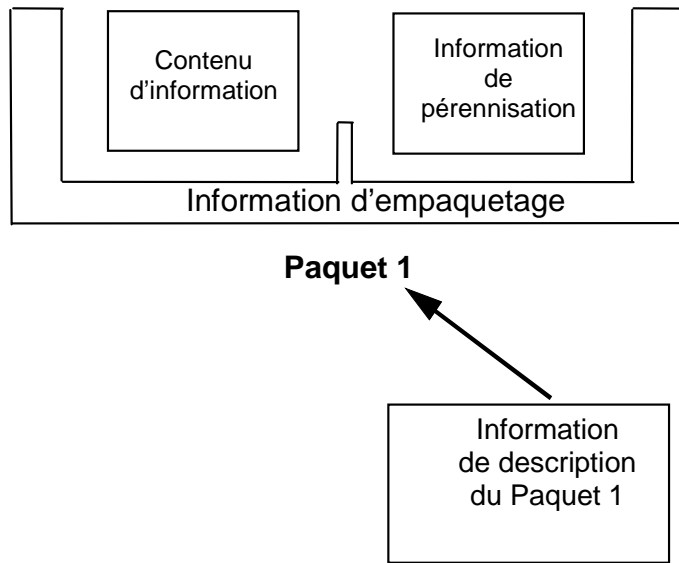 Contenu
d'information
Information
de
pérennisation
Information d'empaquetage
Paquet 1
Information
de description
du Paquet 1